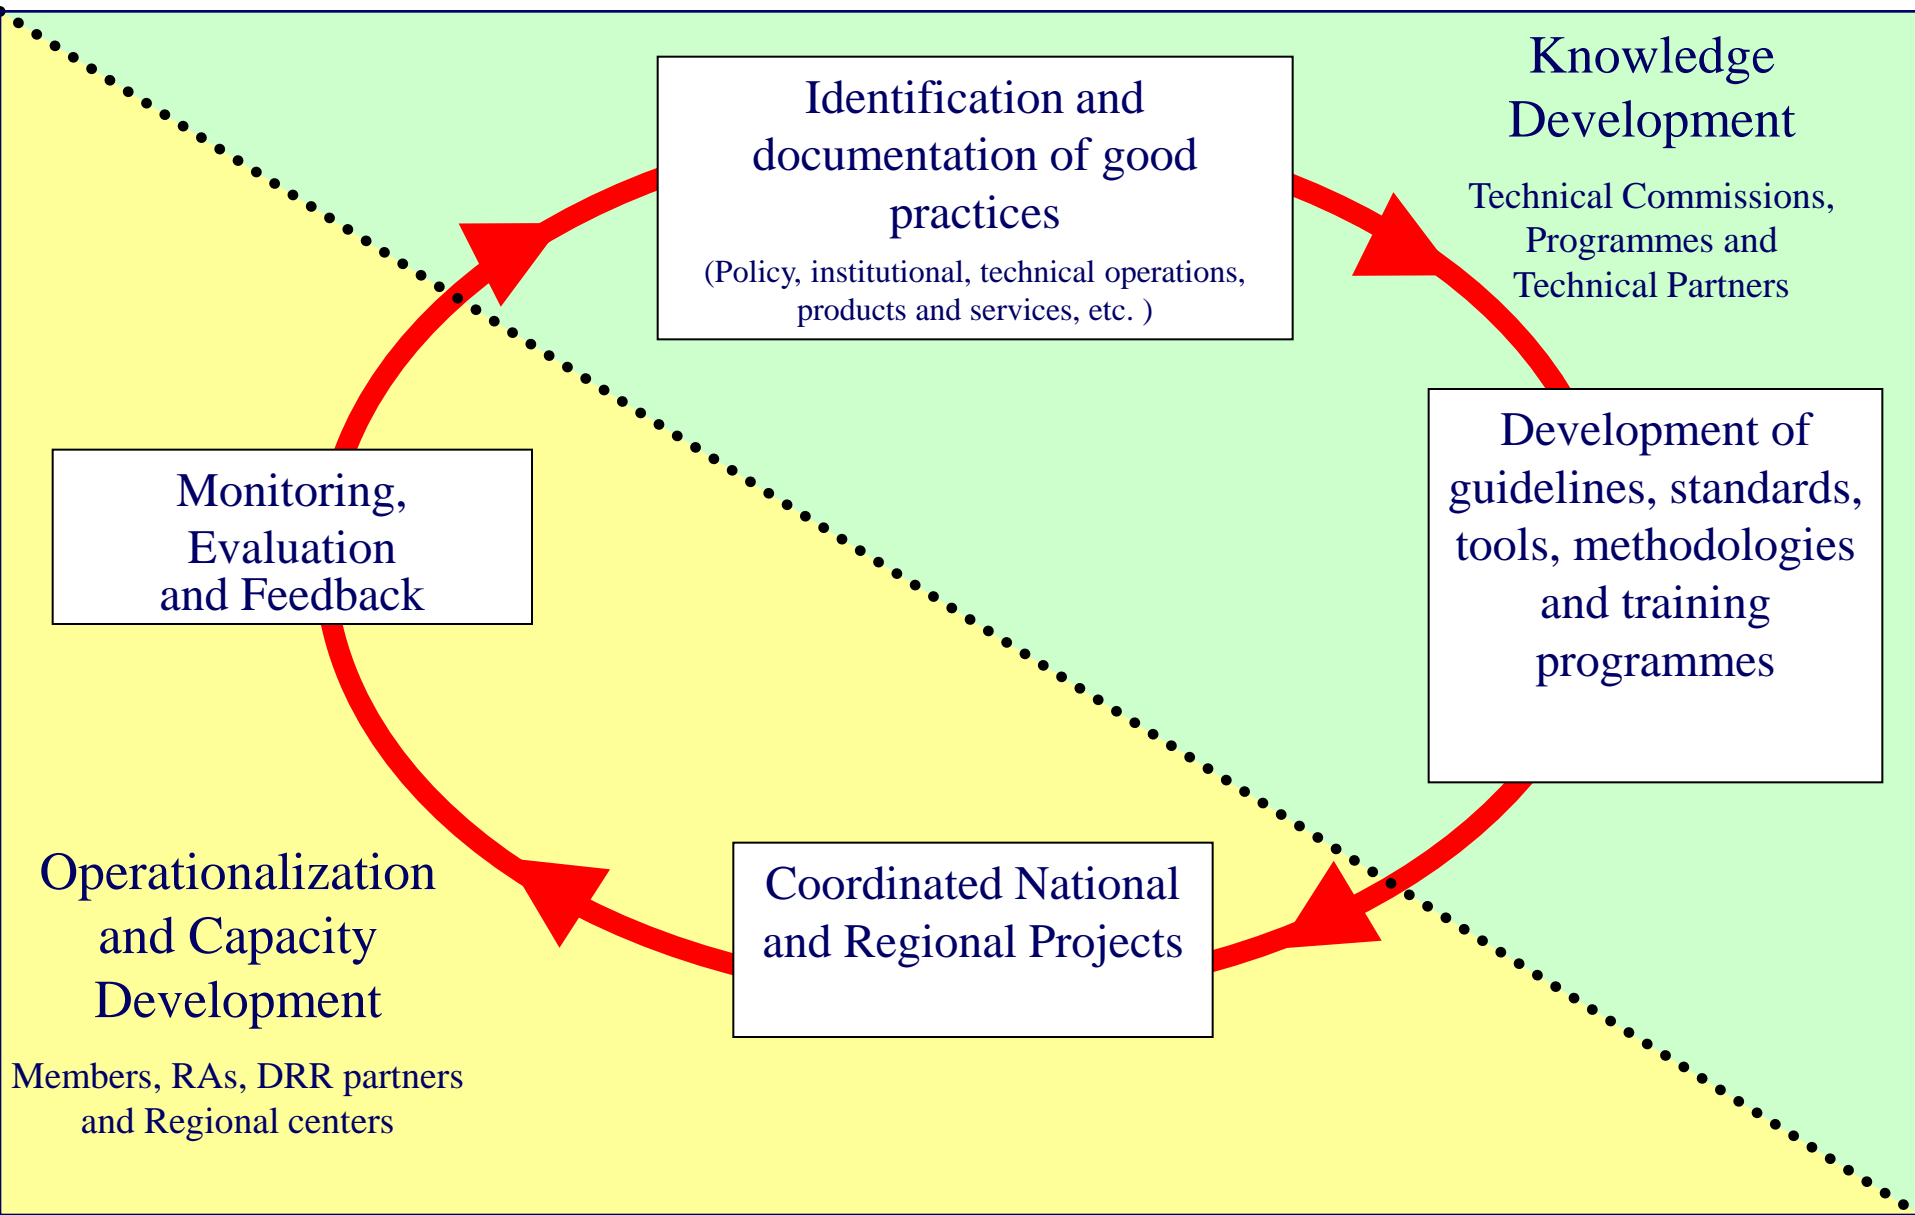 Knowledge
Development
Technical Commissions,
Programmes and
Technical Partners
Identification and
documentation of good
practices
(Policy, institutional, technical operations,
products and services, etc. )
Development of
guidelines, standards,
tools, methodologies
and training
programmes
Monitoring,
Evaluation
and Feedback
Coordinated National
and Regional Projects
Operationalization
and Capacity
Development
Members, RAs, DRR partners
and Regional centers